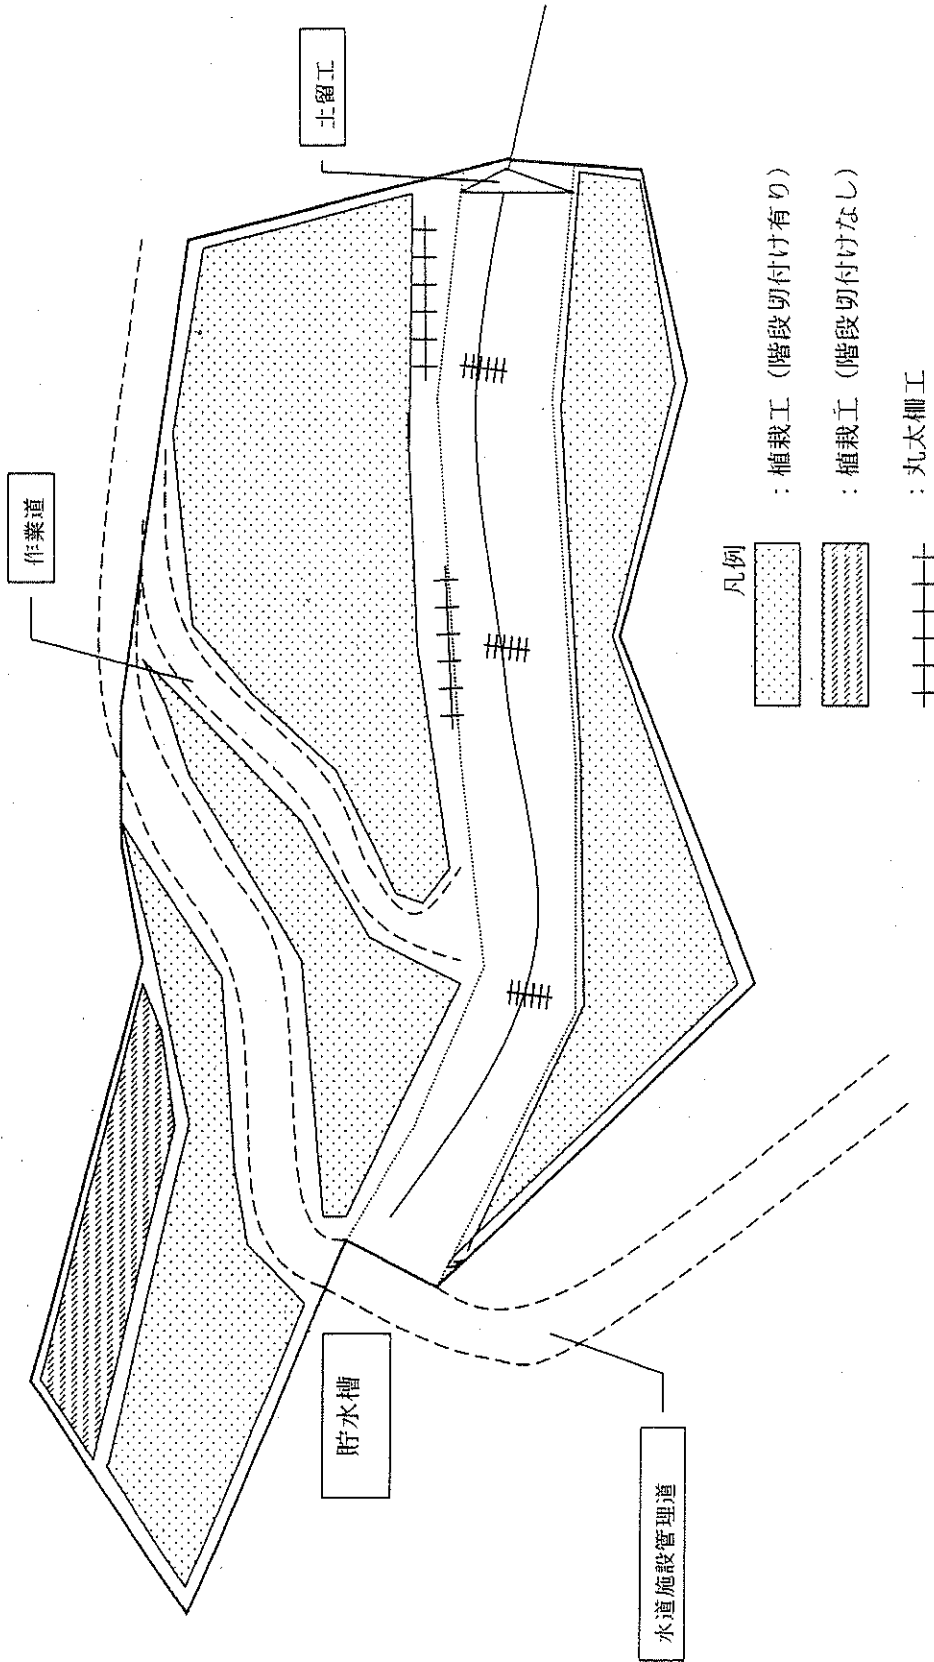 土留工
作業道
貯水槽
水道施設管理道
凡例
：植栽工（階段切付け有り）
：植栽工（階段切付けなし）
：丸太柵工